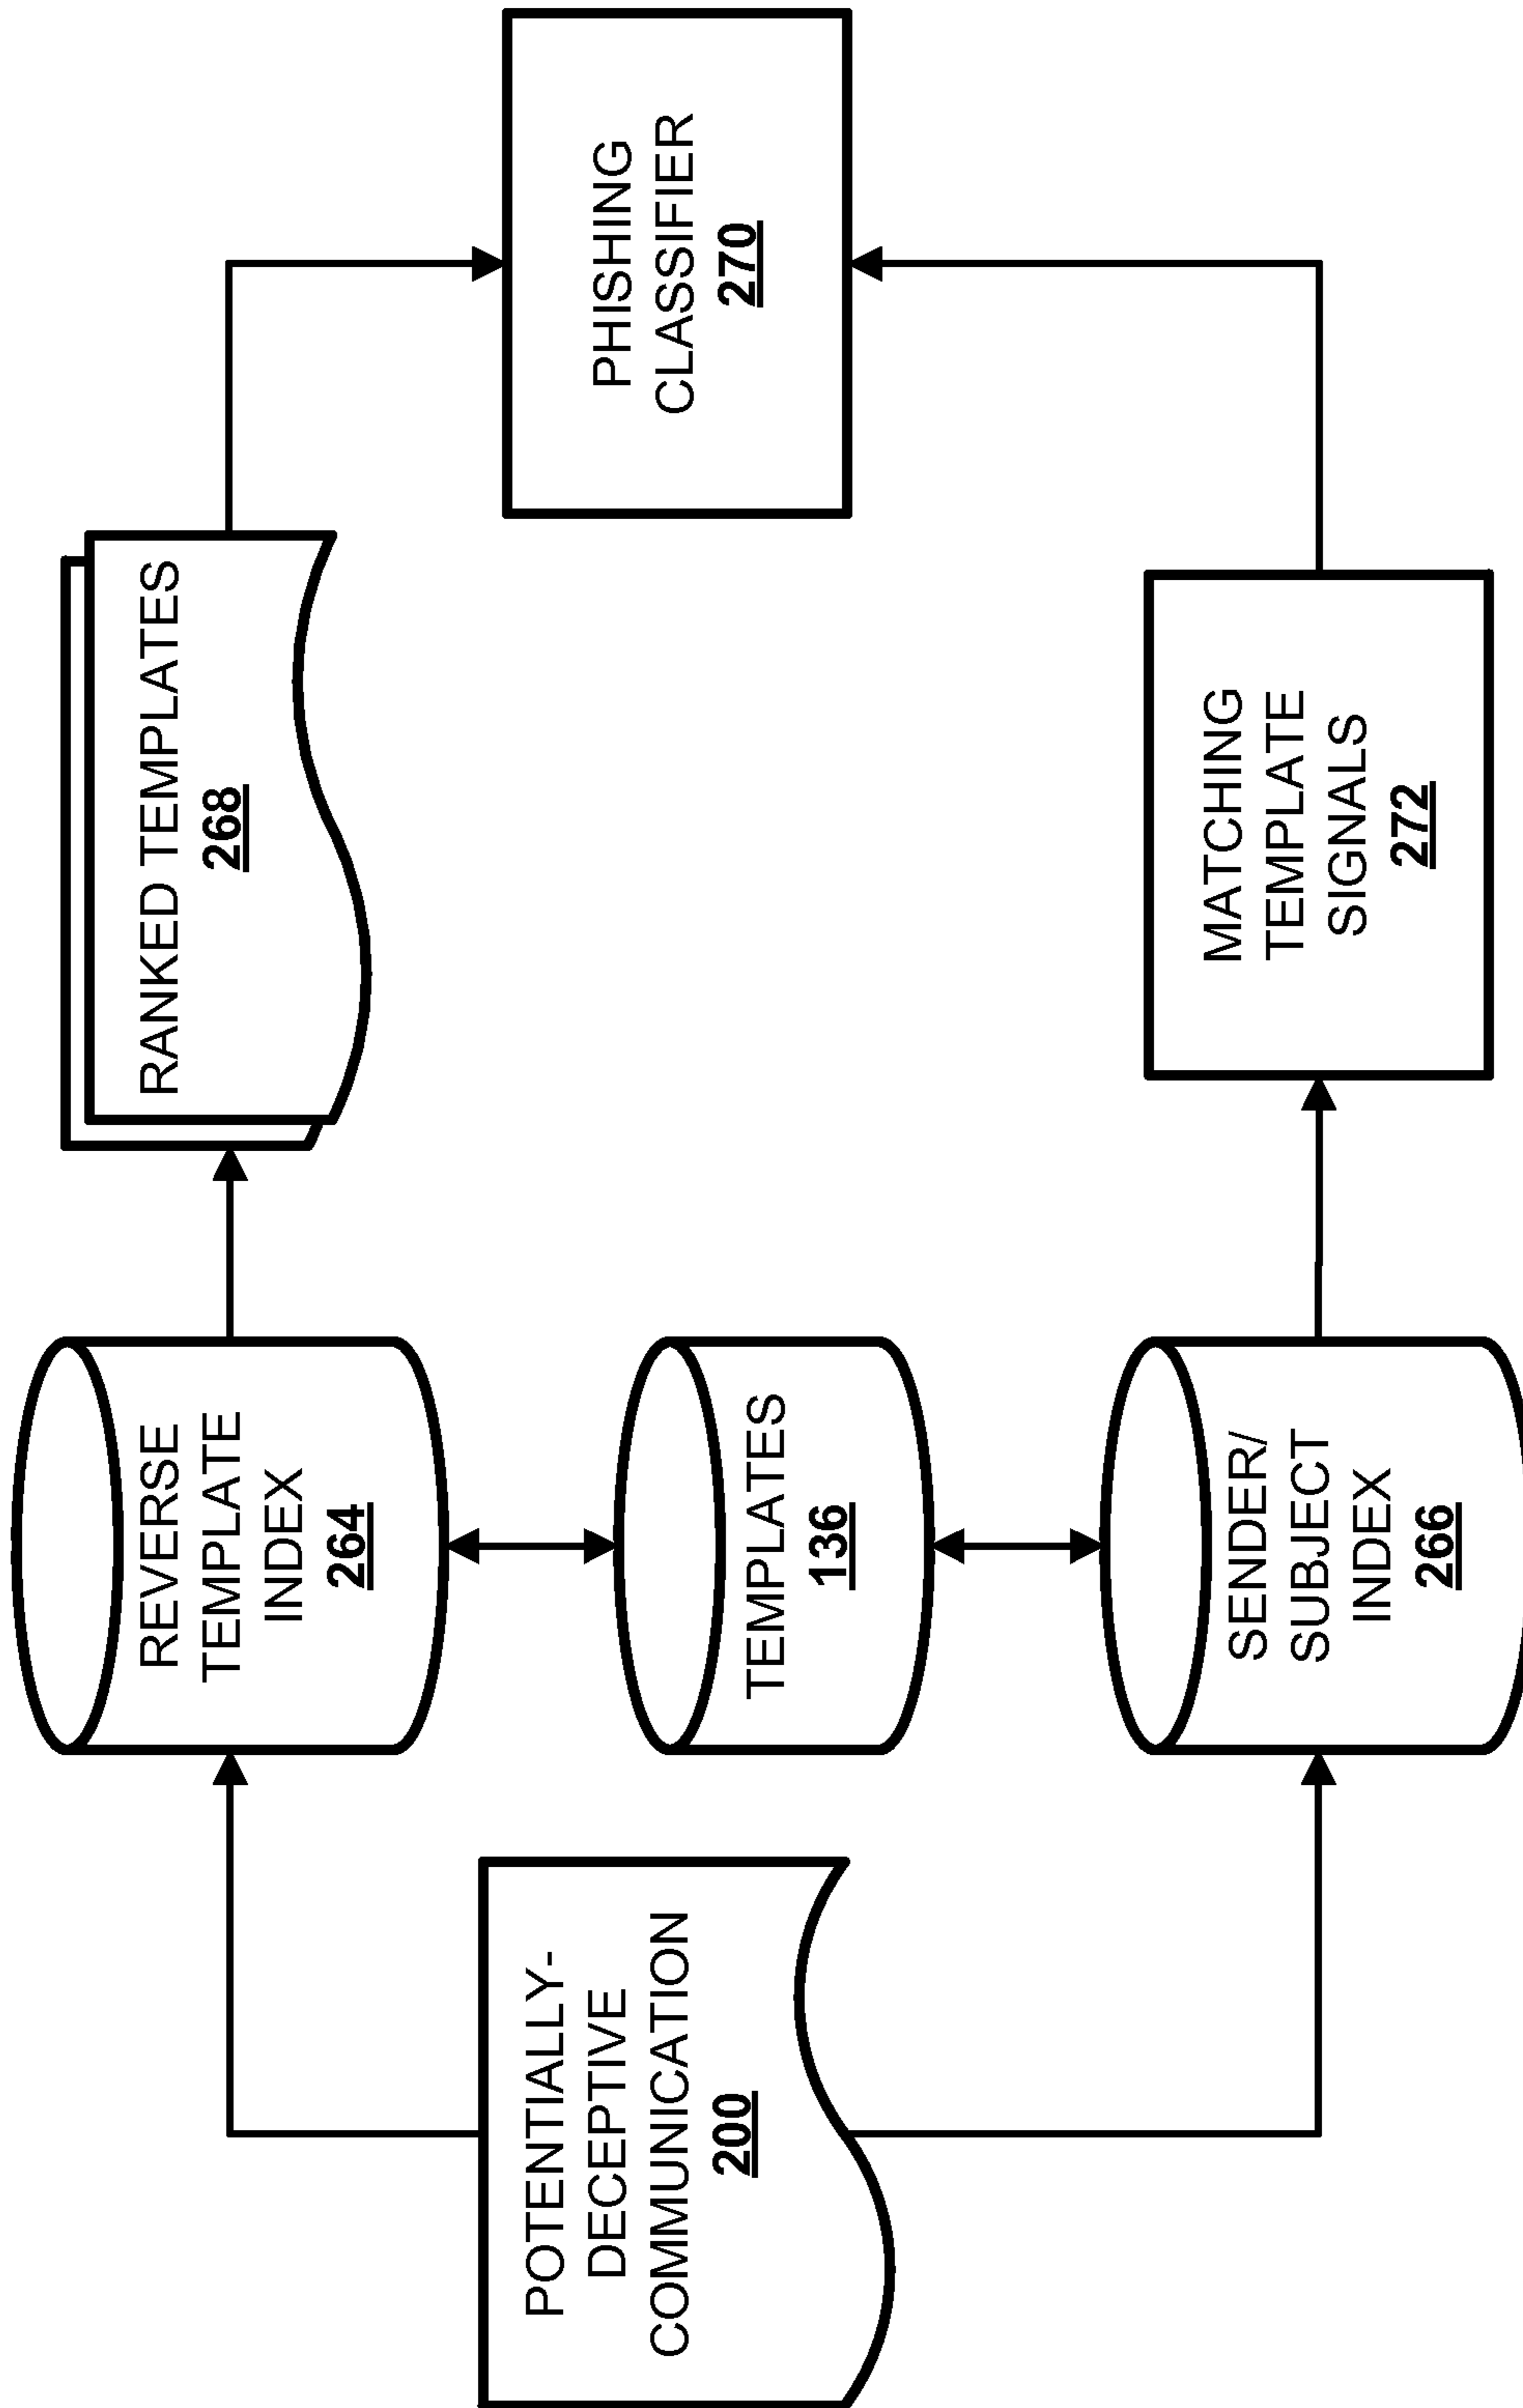 POTENTIALLY-
DECEPTIVE
COMMUNICATION
200
REVERSE
TEMPLATE
INDEX
264
TEMPLATES
136
SENDER/
SUBJECT
INDEX
266
RANKED TEMPLATES
268
MATCHING
TEMPLATE
SIGNALS
272
PHISHING
CLASSIFIER
270